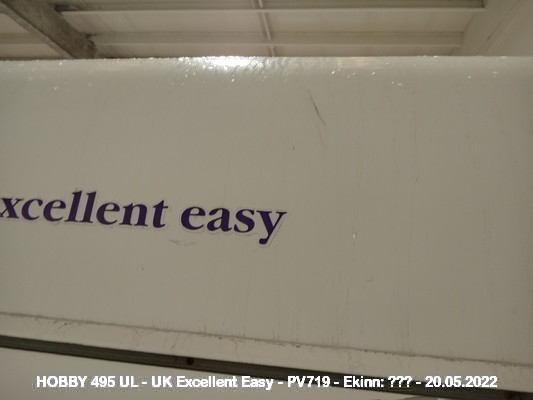 xcellent easy
HOBBY 495 UL - UK Excellent Easy - PV719 - Ekinn: ??? - 20.05.2022